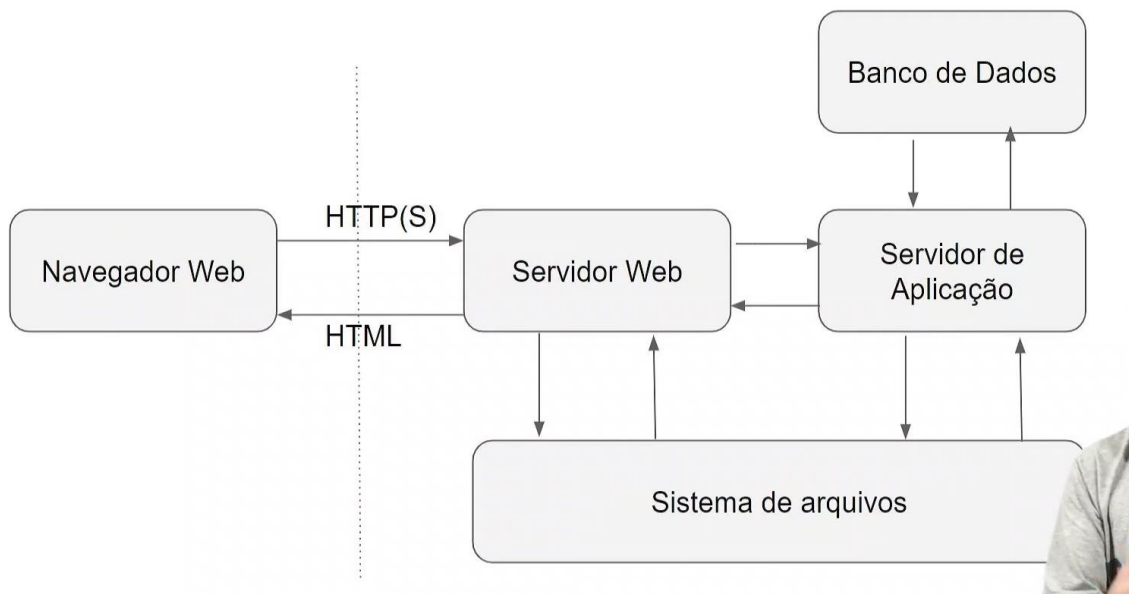 Banco de Dados
HTTP(S)
Navegador Web
Servidor Web
Servidor de
Aplicação
HTML
Sistema de arquivos